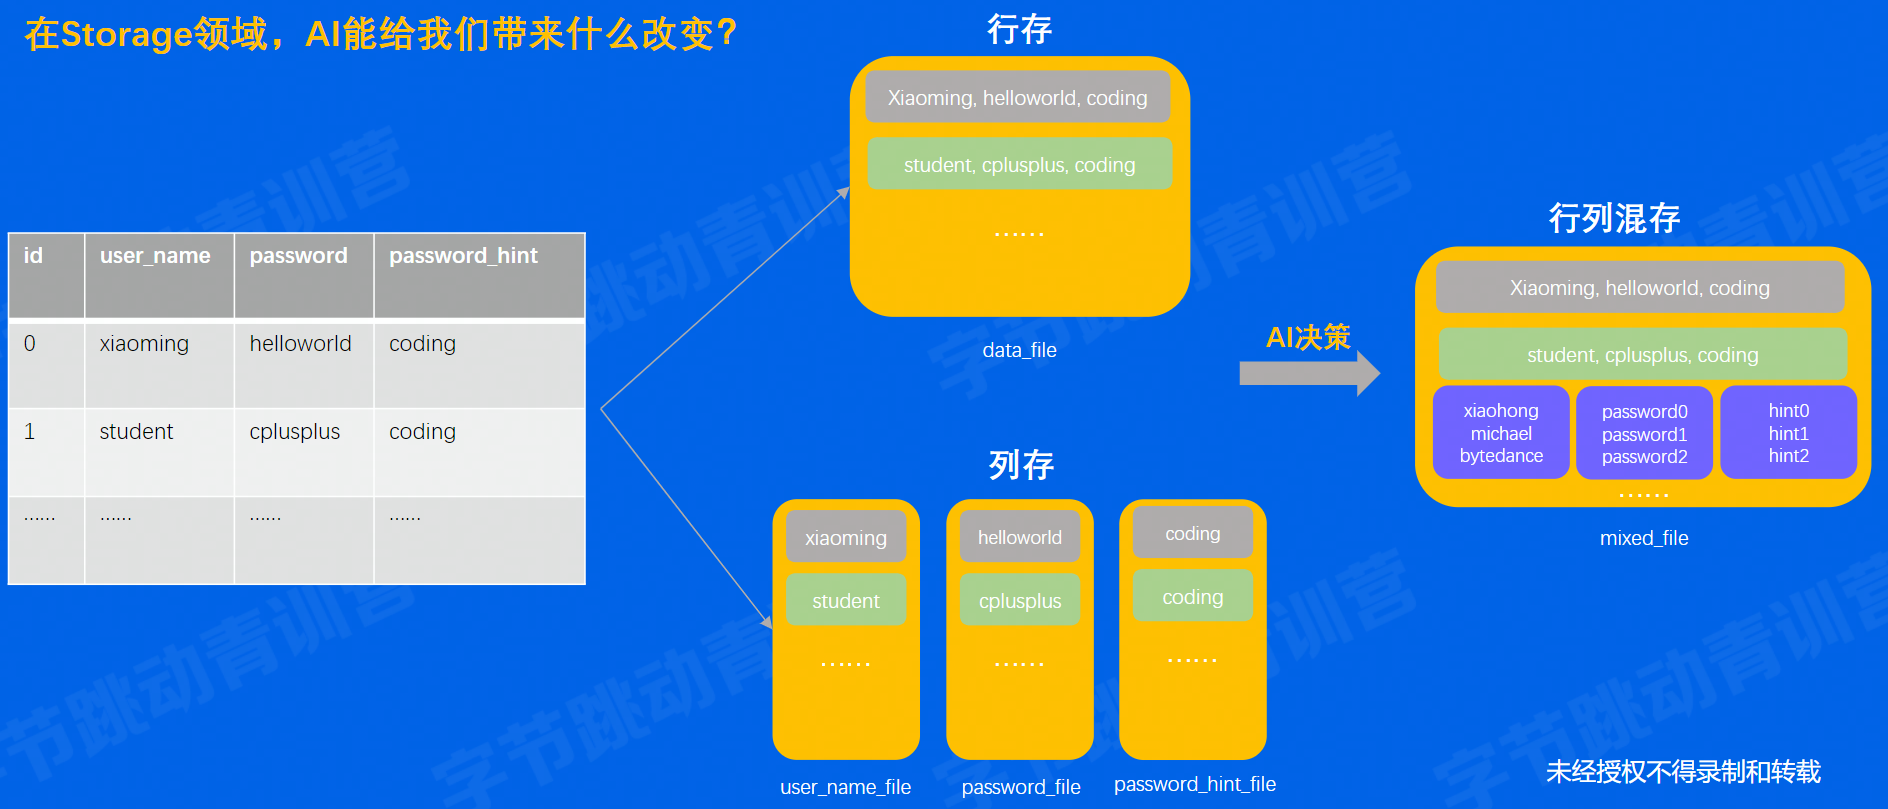 在Storage领域，AI能给我们带来什么改变？
id user_name password password_hint
0 xiaoming helloworld coding
1 student cplusplus coding
…… …… …… ……
行存
Xiaoming, helloworld, coding
student, cplusplus, coding
……
data_file
列存
xiaoming
student
……
user_name_file
helloworld
cplusplus
……
password_file
coding
coding
……
password_hint_file
AI决策
行列混存
Xiaoming, helloworld, coding
student, cplusplus, coding
xiaohong
michael
bytedance
password0
password1
password2
hint0
hint1
hint2
……
mixed_file
未经授权不得录制和转载
字节跳动青训营